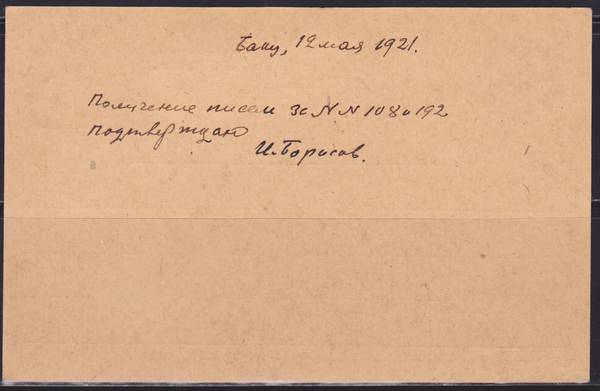 Баку, 12 мая 1921.
Получение писем за NN 108 и 192
подтверждаю
И. Борисов.